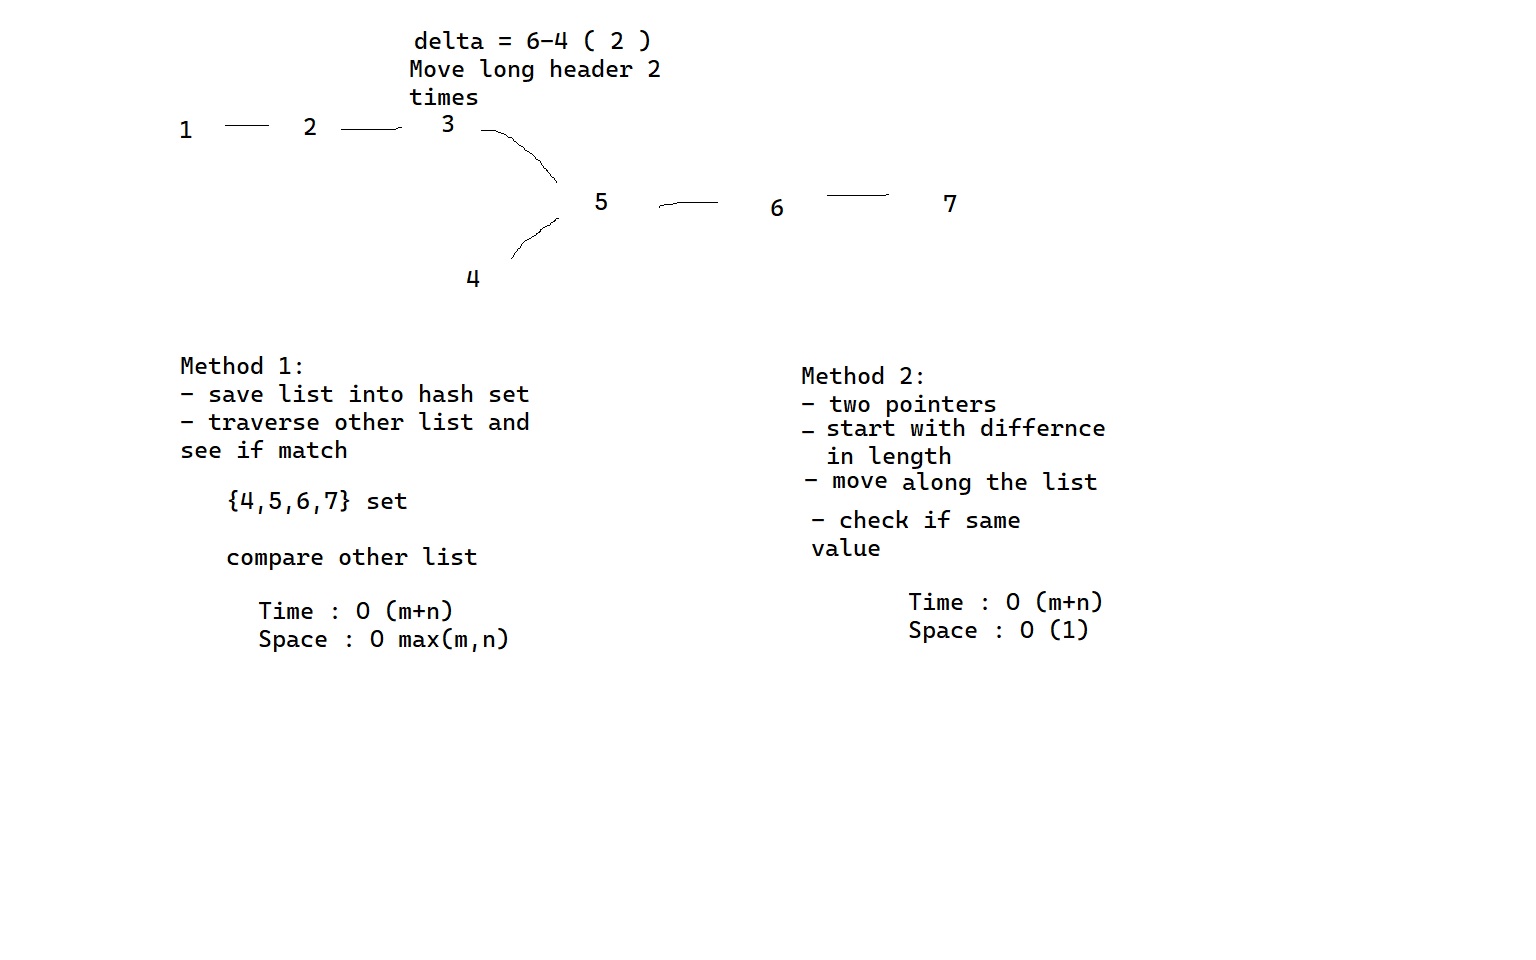 delta = 6-4 ( 2 )
Move long header 2
times
1 2 3
5 6 7
4
Method 1:
- save list into hash set
- traverse other list and
see if match
{4,5,6,7} set
compare other list
Time : O (m+n)
Space : O max(m,n)
Method 2:
- two pointers
- start with differnce
in length
- move along the list
- check if same
value
Time : O (m+n)
Space : O (1)